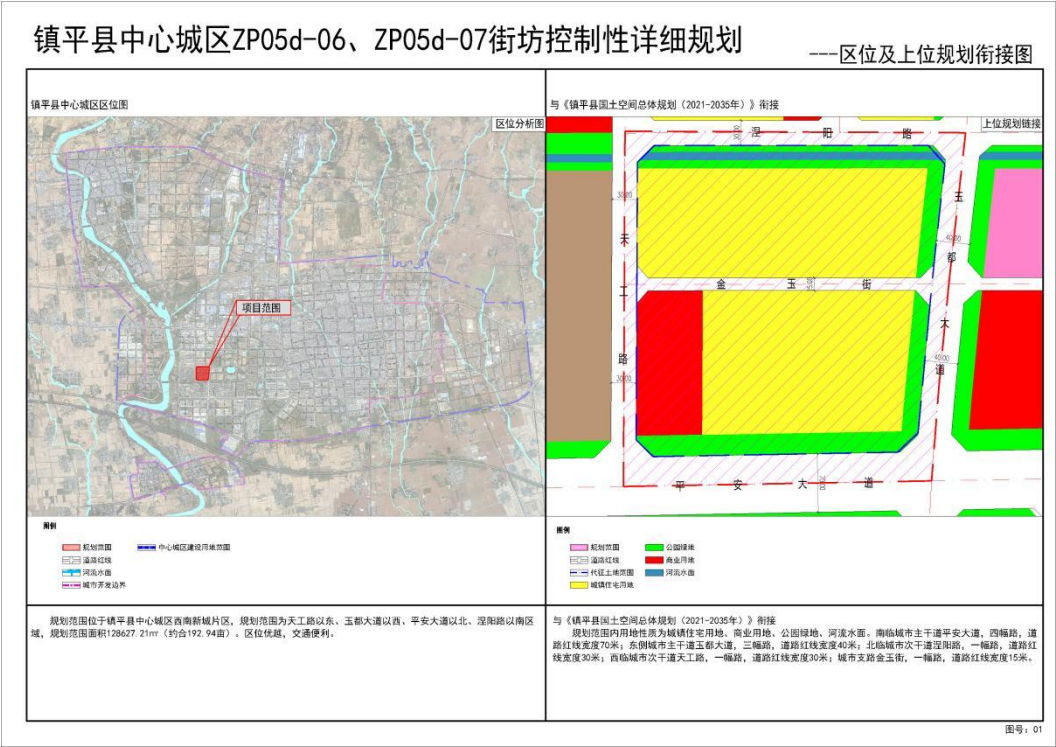 镇平县中心城区ZP05d-06、ZP05d-07街坊控制性详细规划
---区位及上位规划衔接图
镇平县中心城区区位图
区位分析图
项目范围
图例
规划范围
中心城区建设用地范围
道路红线
河流水面
城市开发边界
规划范围位于镇平县中心城区西南新城片区，规划范围为天工路以东、玉都大道以西、平安大道以北、涅阳路以南区
域，规划范围面积128627.21㎡（约合192.94亩）。区位优越，交通便利。
与《镇平县国土空间总体规划（2021-2035年）》衔接
上位规划链接
涅阳路
30.00
30.00
天工路
玉都大道
40.00
金玉街
15.00
40.00
30.00
平安大道
70.00
图例
规划范围
公园绿地
道路红线
商业用地
代征土地范围
河流水面
城镇住宅用地
与《镇平县国土空间总体规划（2021-2035年）》衔接
规划范围内用地性质为城镇住宅用地、商业用地、公园绿地、河流水面。南临城市主干道平安大道，四幅路，道
路红线宽度70米；东侧城市主干道玉都大道，三幅路，道路红线宽度40米；北临城市次干道涅阳路，一幅路，道路红
线宽度30米；西临城市次干道天工路，一幅路，道路红线宽度30米；城市支路金玉街，一幅路，道路红线宽度15米。
图号：01